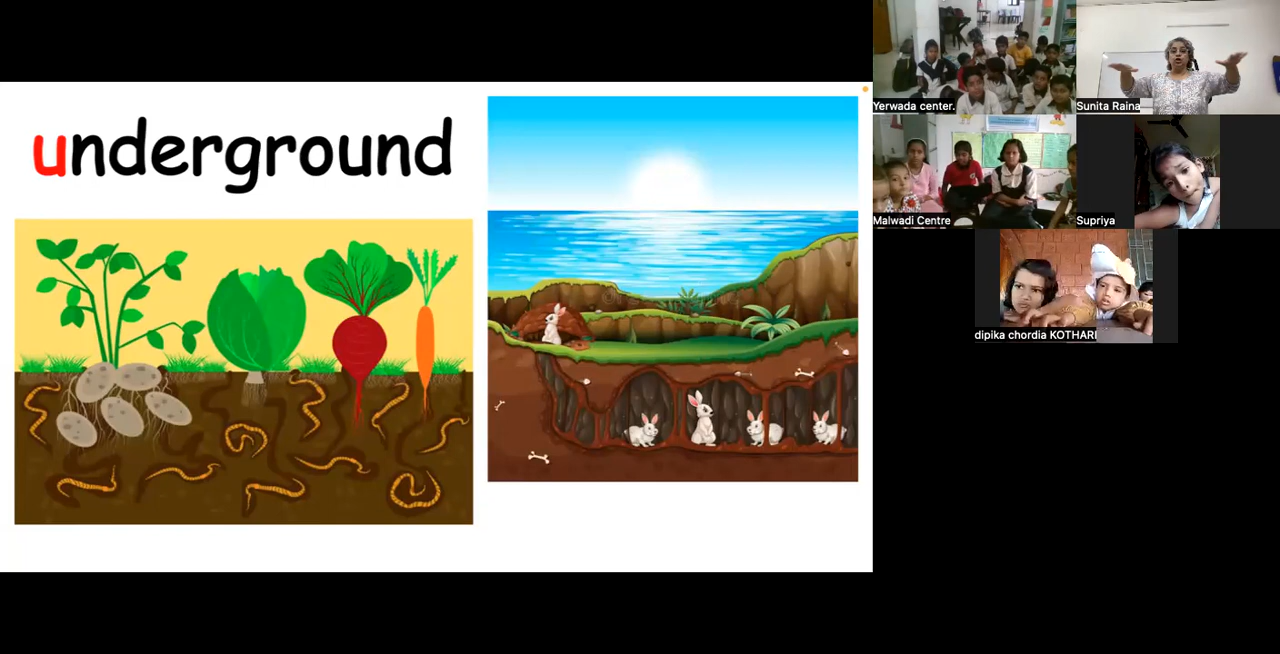 underground
Yerwada center.
Sunita Raina
Malwadi Centre
Supriya
dipika chordia KOTHARI